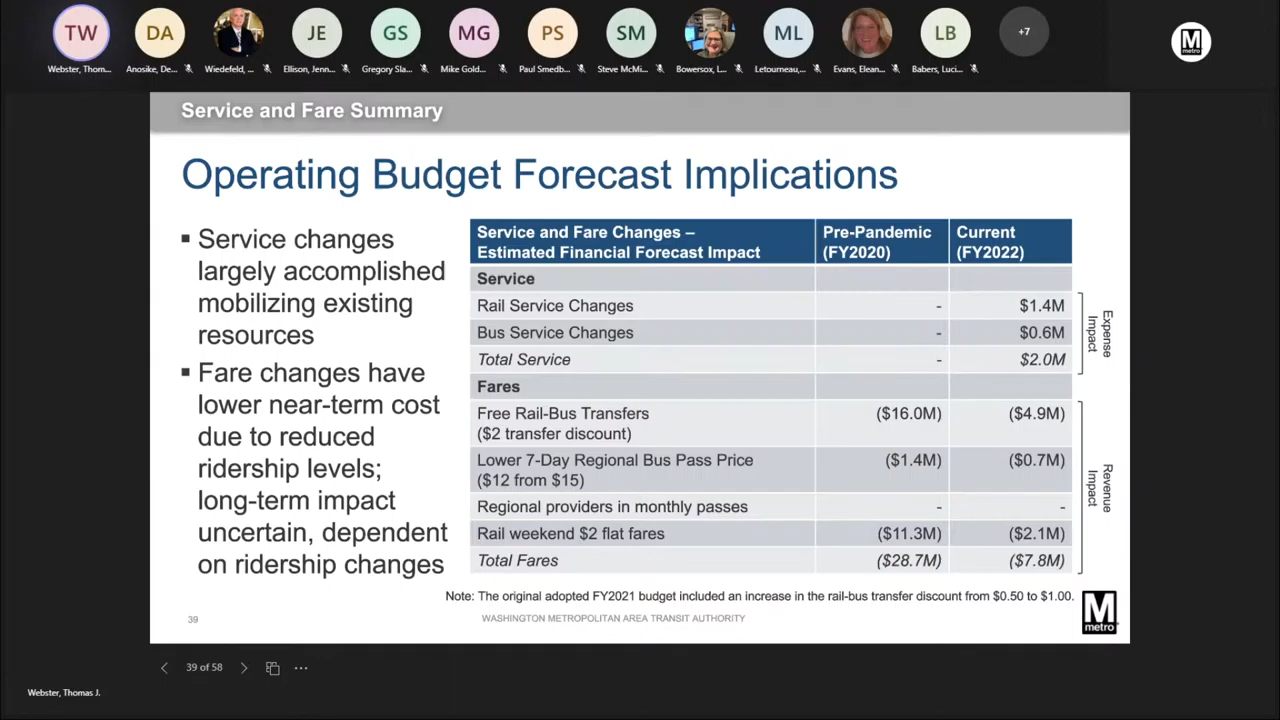 TW
DA
JE
GS
MG
PS
SM
ML
LB
+7
Webster, Thom...
Anosike, De...
Wiedefeld, ...
Ellison, Jenn...
Gregory Sla...
Mike Gold...
Paul Smedb...
Steve McMi...
Bowersox, L...
Letourneau,...
Evans, Elean...
Babers, Luci...
M
metro
Service and Fare Summary
Operating Budget Forecast Implications
▪ Service changes
largely accomplished
mobilizing existing
resources
▪ Fare changes have
lower near-term cost
due to reduced
ridership levels;
long-term impact
uncertain, dependent
on ridership changes
Service and Fare Changes –
Estimated Financial Forecast Impact
Pre-Pandemic
(FY2020)
Current
(FY2022)
Service
Rail Service Changes - $1.4M
Bus Service Changes - $0.6M
Total Service - $2.0M
Expense
Impact
Fares
Free Rail-Bus Transfers ($16.0M) ($4.9M)
($2 transfer discount)
Lower 7-Day Regional Bus Pass Price ($1.4M) ($0.7M)
($12 from $15)
Regional providers in monthly passes - -
Rail weekend $2 flat fares ($11.3M) ($2.1M)
Total Fares ($28.7M) ($7.8M)
Revenue
Impact
Note: The original adopted FY2021 budget included an increase in the rail-bus transfer discount from $0.50 to $1.00.
39
WASHINGTON METROPOLITAN AREA TRANSIT AUTHORITY
M
metro
39 of 58
Webster, Thomas J.